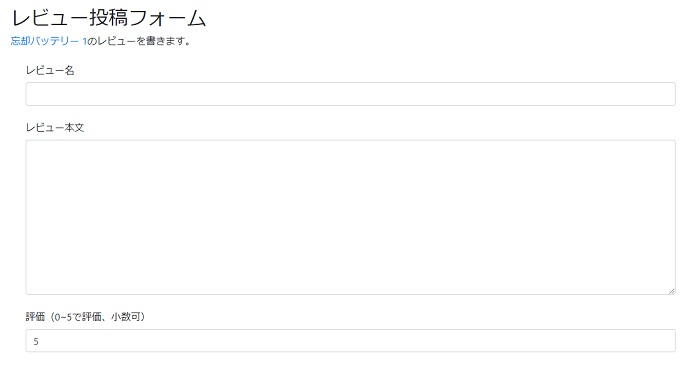 レビュー投稿フォーム
忘却バッテリー 1のレビューを書きます。
レビュー名
レビュー本文
評価（0~5で評価、小数可）
5